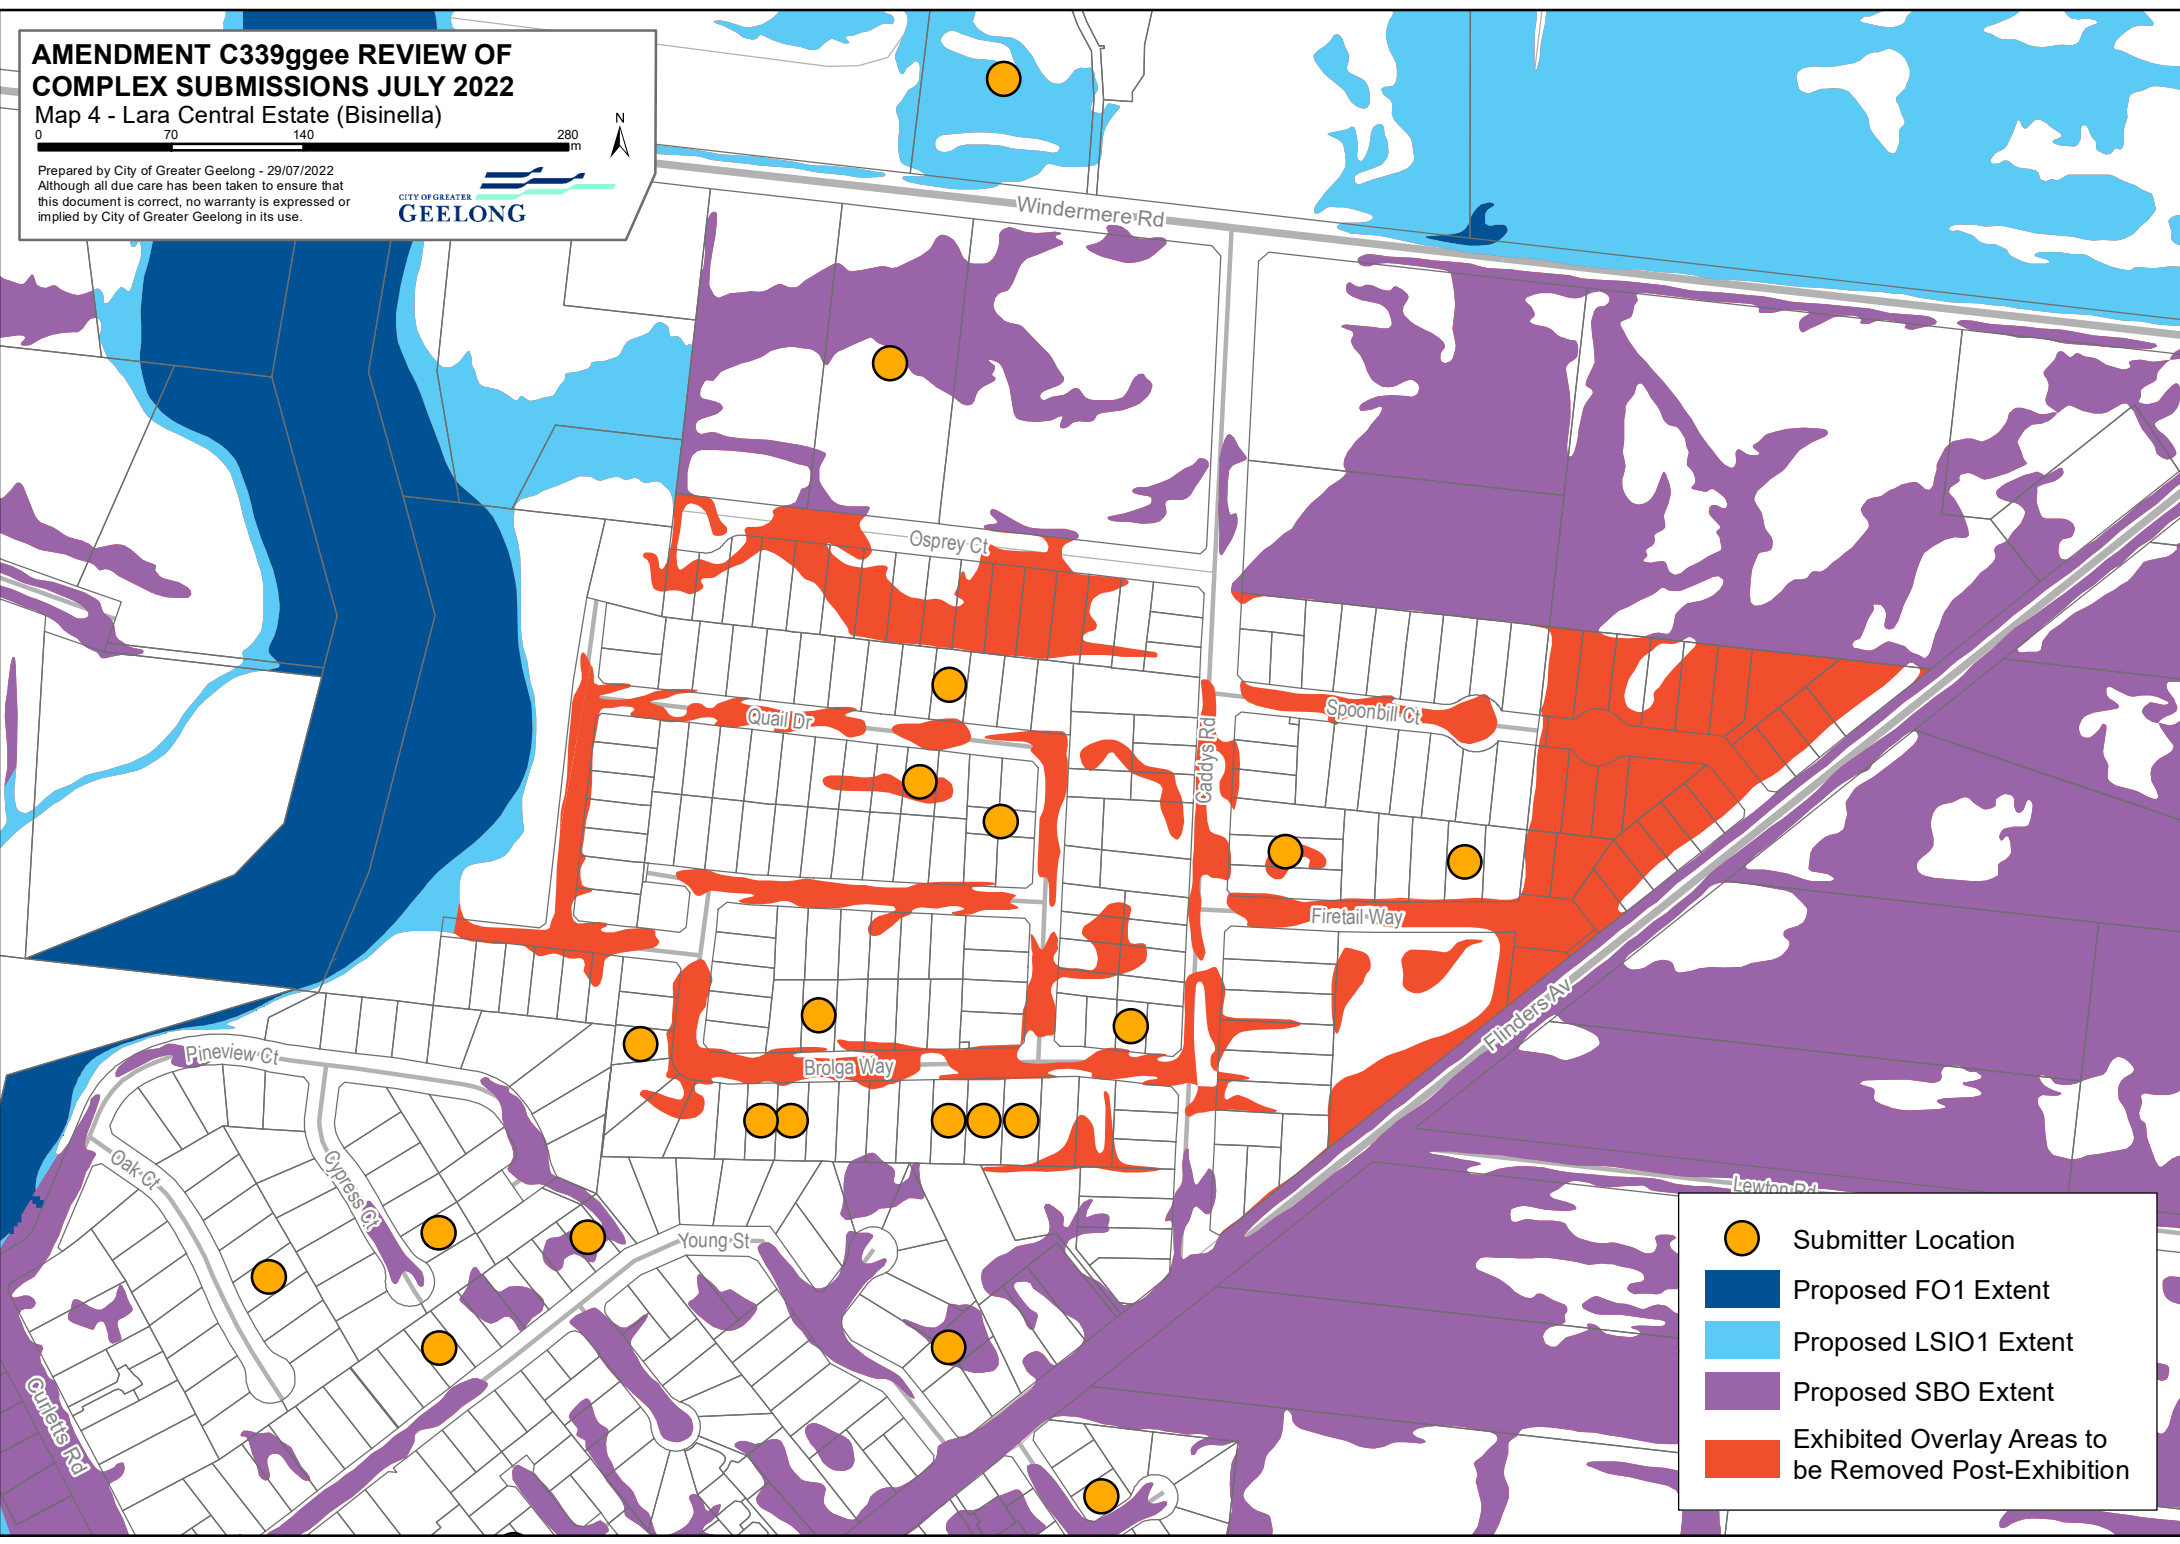 AMENDMENT C339ggee REVIEW OF
COMPLEX SUBMISSIONS JULY 2022
Map 4 - Lara Central Estate (Bisinella)
0 70 140 280
m
N
Prepared by City of Greater Geelong - 29/07/2022
Although all due care has been taken to ensure that
this document is correct, no warranty is expressed or
implied by City of Greater Geelong in its use.
CITY OF GREATER
GEELONG
Windermere Rd
Osprey Ct
Quail Dr
Spoonbill Ct
Caddys Rd
Firetail Way
Flinders Av
Pineview Ct
Brolga Way
Oak Ct
Cypress Ct
Lewton Rd
Young St
Curletts Rd
Submitter Location
Proposed FO1 Extent
Proposed LSIO1 Extent
Proposed SBO Extent
Exhibited Overlay Areas to
be Removed Post-Exhibition